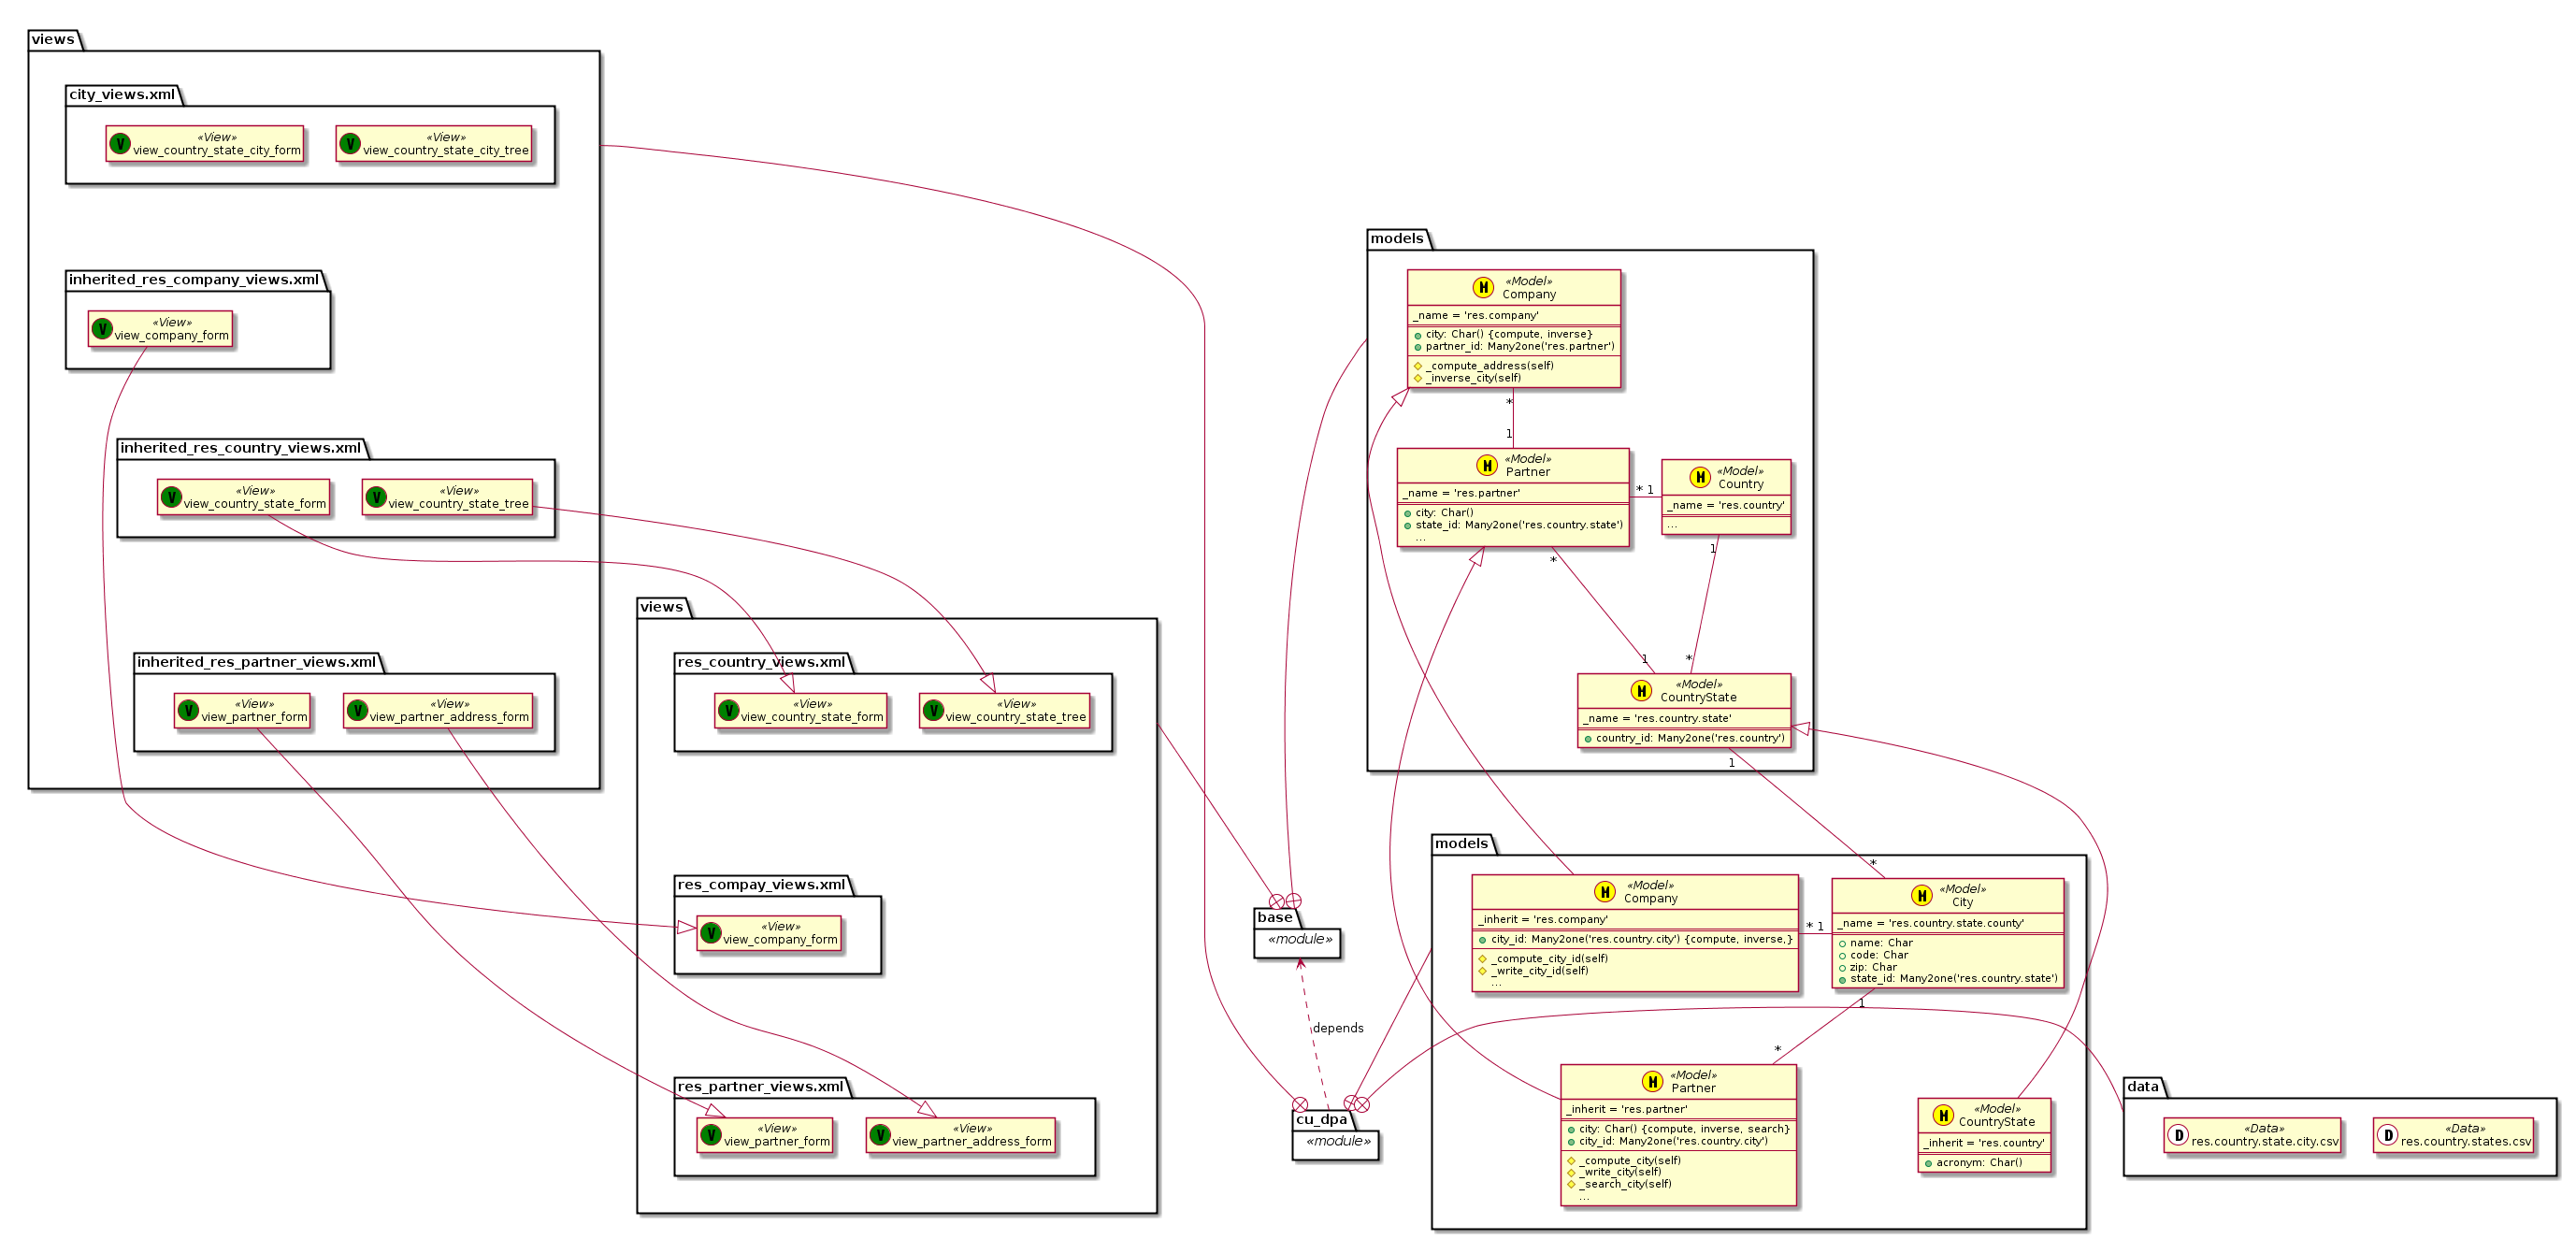 views
city_views.xml
«View»
view_country_state_city_form
«View»
view_country_state_city_tree
inherited_res_company_views.xml
«View»
view_company_form
inherited_res_country_views.xml
«View»
view_country_state_form
«View»
view_country_state_tree
inherited_res_partner_views.xml
«View»
view_partner_form
«View»
view_partner_address_form
views
res_country_views.xml
«View»
view_country_state_form
«View»
view_country_state_tree
res_compay_views.xml
«View»
view_company_form
res_partner_views.xml
«View»
view_partner_form
«View»
view_partner_address_form
base
«module»
depends
cu_dpa
«module»
models
M
«Model»
Company
_name = 'res.company'
city: Char() {compute, inverse}
partner_id: Many2one('res.partner')
_compute_address(self)
_inverse_city(self)
*
1
«Model»
Partner
_name = 'res.partner'
city: Char()
state_id: Many2one('res.country.state')
...
* 1
«Model»
Country
_name = 'res.country'
...
*
1
1
*
«Model»
CountryState
_name = 'res.country.state'
country_id: Many2one('res.country')
1
*
models
«Model»
Company
_inherit = 'res.company'
city_id: Many2one('res.country.city') {compute, inverse,}
_compute_city_id(self)
_write_city_id(self)
...
* 1
«Model»
City
_name = 'res.country.state.county'
name: Char
code: Char
zip: Char
state_id: Many2one('res.country.state')
1
*
«Model»
Partner
_inherit = 'res.partner'
city: Char() {compute, inverse, search}
city_id: Many2one('res.country.city')
_compute_city(self)
_write_city(self)
_search_city(self)
...
«Model»
CountryState
_inherit = 'res.country'
acronym: Char()
data
D
«Data»
res.country.state.city.csv
D
«Data»
res.country.states.csv